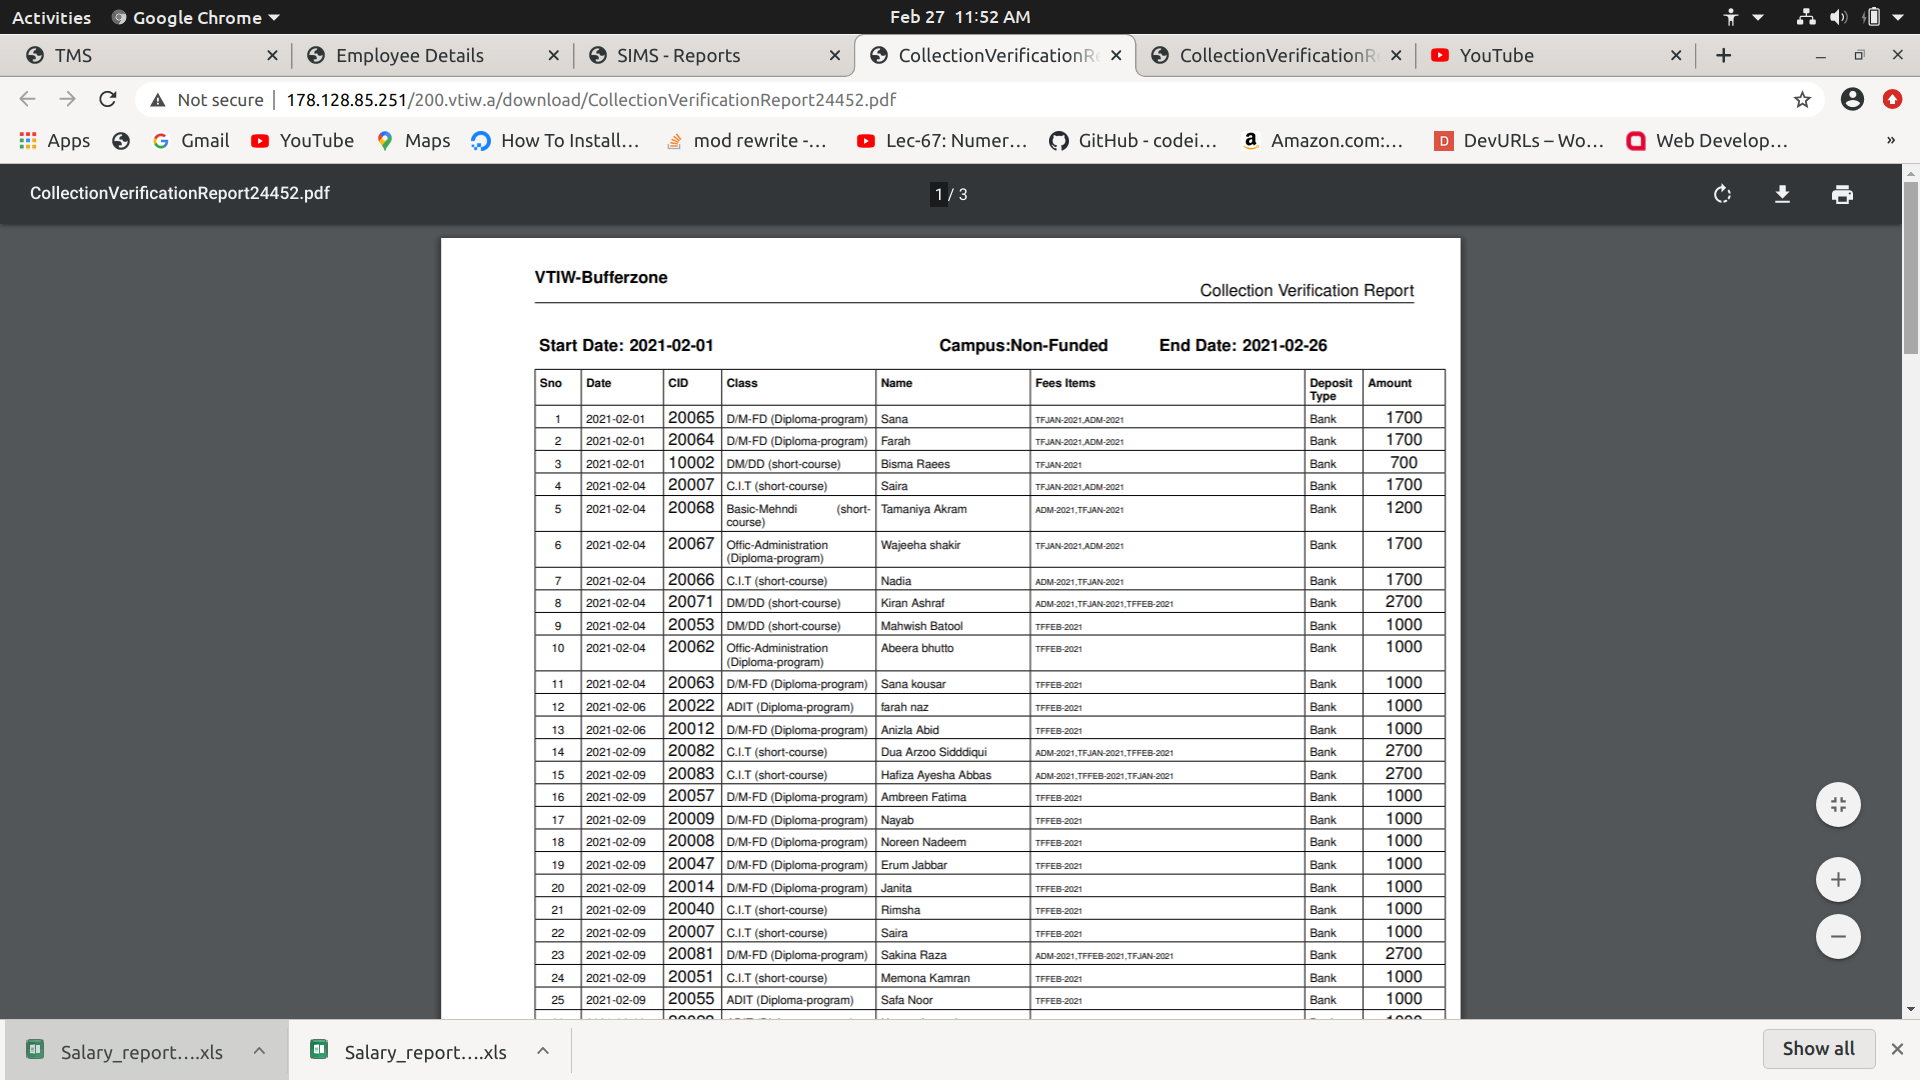 Activities Google Chrome Feb 27 11:52 AM
TMS Employee Details SIMS - Reports CollectionVerificationR CollectionVerificationR YouTube
Not secure 178.128.85.251/200.vtiw.a/download/CollectionVerificationReport24452.pdf
Apps Gmail YouTube Maps How To Install… mod rewrite -… Lec-67: Numer… GitHub - codei… Amazon.com:… DevURLs – Wo… Web Develop… »
CollectionVerificationReport24452.pdf 1 / 3
VTIW-Bufferzone
Collection Verification Report
Start Date: 2021-02-01 Campus:Non-Funded End Date: 2021-02-26
Sno Date CID Class Name Fees Items Deposit Type Amount
1 2021-02-01 20065 D/M-FD (Diploma-program) Sana TFJAN-2021,ADM-2021 Bank 1700
2 2021-02-01 20064 D/M-FD (Diploma-program) Farah TFJAN-2021,ADM-2021 Bank 1700
3 2021-02-01 10002 DM/DD (short-course) Bisma Raees TFJAN-2021 Bank 700
4 2021-02-04 20007 C.I.T (short-course) Saira TFJAN-2021,ADM-2021 Bank 1700
5 2021-02-04 20068 Basic-Mehndi (short-course) Tamaniya Akram ADM-2021,TFJAN-2021 Bank 1200
6 2021-02-04 20067 Offic-Administration (Diploma-program) Wajeeha shakir TFJAN-2021,ADM-2021 Bank 1700
7 2021-02-04 20066 C.I.T (short-course) Nadia ADM-2021,TFJAN-2021 Bank 1700
8 2021-02-04 20071 DM/DD (short-course) Kiran Ashraf ADM-2021,TFJAN-2021,TFFEB-2021 Bank 2700
9 2021-02-04 20053 DM/DD (short-course) Mahwish Batool TFFEB-2021 Bank 1000
10 2021-02-04 20062 Offic-Administration (Diploma-program) Abeera bhutto TFFEB-2021 Bank 1000
11 2021-02-04 20063 D/M-FD (Diploma-program) Sana kousar TFFEB-2021 Bank 1000
12 2021-02-06 20022 ADIT (Diploma-program) farah naz TFFEB-2021 Bank 1000
13 2021-02-06 20012 D/M-FD (Diploma-program) Anizla Abid TFFEB-2021 Bank 1000
14 2021-02-09 20082 C.I.T (short-course) Dua Arzoo Sidddiqui ADM-2021,TFJAN-2021,TFFEB-2021 Bank 2700
15 2021-02-09 20083 C.I.T (short-course) Hafiza Ayesha Abbas ADM-2021,TFFEB-2021,TFJAN-2021 Bank 2700
16 2021-02-09 20057 D/M-FD (Diploma-program) Ambreen Fatima TFFEB-2021 Bank 1000
17 2021-02-09 20009 D/M-FD (Diploma-program) Nayab TFFEB-2021 Bank 1000
18 2021-02-09 20008 D/M-FD (Diploma-program) Noreen Nadeem TFFEB-2021 Bank 1000
19 2021-02-09 20047 D/M-FD (Diploma-program) Erum Jabbar TFFEB-2021 Bank 1000
20 2021-02-09 20014 D/M-FD (Diploma-program) Janita TFFEB-2021 Bank 1000
21 2021-02-09 20040 C.I.T (short-course) Rimsha TFFEB-2021 Bank 1000
22 2021-02-09 20007 C.I.T (short-course) Saira TFFEB-2021 Bank 1000
23 2021-02-09 20081 D/M-FD (Diploma-program) Sakina Raza ADM-2021,TFFEB-2021,TFJAN-2021 Bank 2700
24 2021-02-09 20051 C.I.T (short-course) Memona Kamran TFFEB-2021 Bank 1000
25 2021-02-09 20055 ADIT (Diploma-program) Safa Noor TFFEB-2021 Bank 1000
Salary_report….xls Salary_report….xls Show all